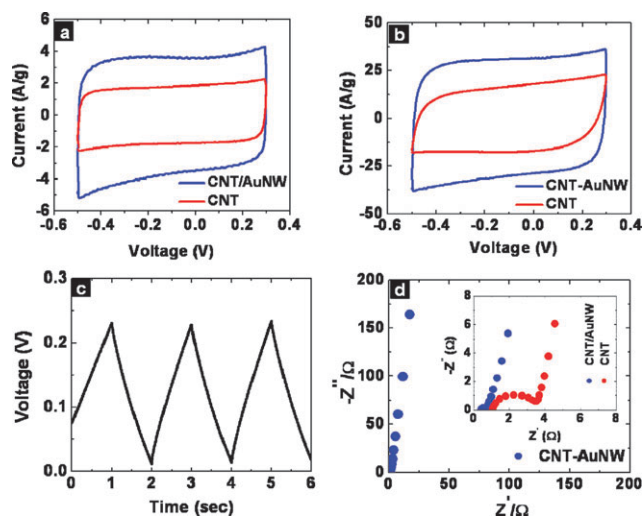 a
Current (A/g)
6
4
2
0
-2
-4
6
CNT/AuNW
CNT
-0.6 -0.4 -0.2 0.0 0.2 0.4
Voltage (V)
b
Current (A/g)
50
25
0
-25
-50
CNT-AuNW
CNT
-0.6 -0.4 -0.2 0.0 0.2 0.4
Voltage (V)
c
Voltage (V)
0.3
0.2
0.1
0.0
0 1 2 3 4 5 6
Time (sec)
d
-Z''/Ω
200
150
100
50
0
-Z'' (Ω)
8
6
4
2
0
CNT/AuNW
CNT
0 2 4 6 8
Z' (Ω)
CNT-AuNW
0 50 100 150 200
Z'/Ω